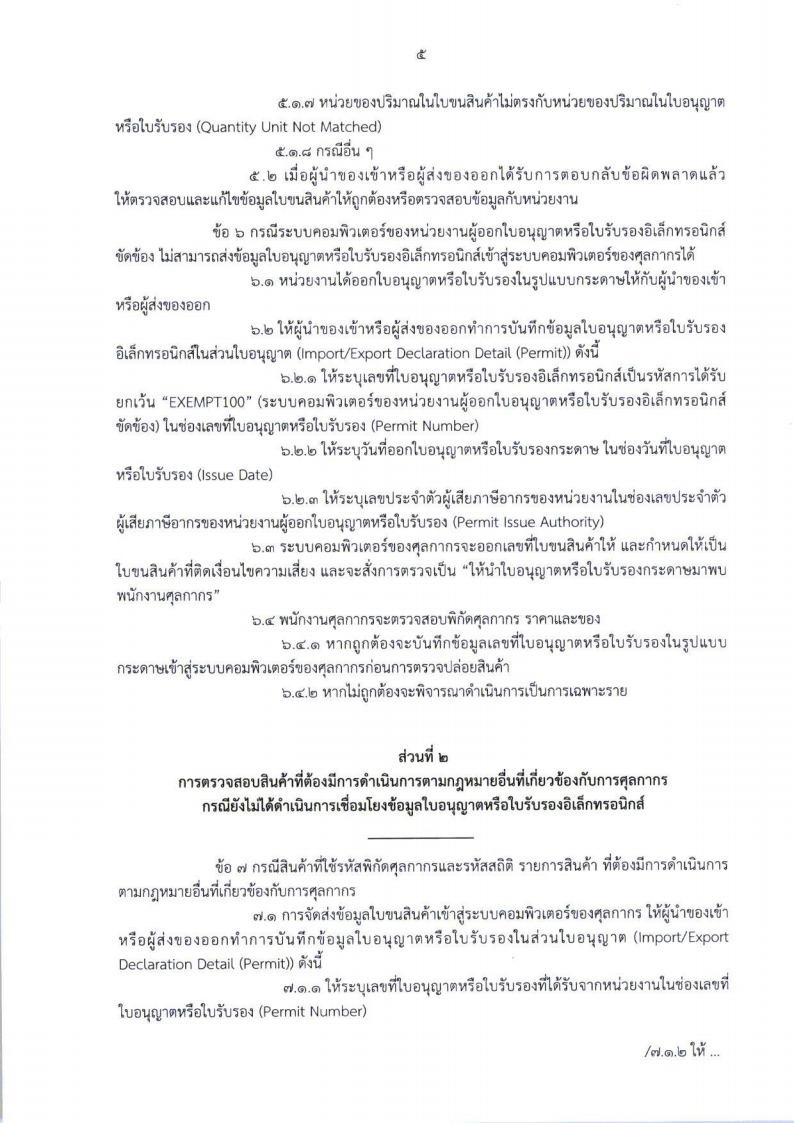 ๕
๕.๑.๗ หน่วยของปริมาณในใบขนสินค้าไม่ตรงกับหน่วยของปริมาณในใบอนุญาต
หรือใบรับรอง (Quantity Unit Not Matched)
๕.๑.๘ กรณีอื่น ๆ
๕.๒ เมื่อผู้นำของเข้าหรือผู้ส่งของออกได้รับการตอบกลับข้อผิดพลาดแล้ว
ให้ตรวจสอบและแก้ไขข้อมูลใบขนสินค้าให้ถูกต้องหรือตรวจสอบข้อมูลกับหน่วยงาน
ข้อ ๖ กรณีระบบคอมพิวเตอร์ของหน่วยงานผู้ออกใบอนุญาตหรือใบรับรองอิเล็กทรอนิกส์
ขัดข้อง ไม่สามารถส่งข้อมูลใบอนุญาตหรือใบรับรองอิเล็กทรอนิกส์เข้าสู่ระบบคอมพิวเตอร์ของศุลกากรได้
๖.๑ หน่วยงานได้ออกใบอนุญาตหรือใบรับรองในรูปแบบกระดาษให้กับผู้นำของเข้า
หรือผู้ส่งของออก
๖.๒ ให้ผู้นำของเข้าหรือผู้ส่งของออกทำการบันทึกข้อมูลใบอนุญาตหรือใบรับรอง
อิเล็กทรอนิกส์ในส่วนใบอนุญาต (Import/Export Declaration Detail (Permit)) ดังนี้
๖.๒.๑ ให้ระบุเลขที่ใบอนุญาตหรือใบรับรองอิเล็กทรอนิกส์เป็นรหัสการได้รับ
ยกเว้น “EXEMPT100” (ระบบคอมพิวเตอร์ของหน่วยงานผู้ออกใบอนุญาตหรือใบรับรองอิเล็กทรอนิกส์
ขัดข้อง) ในช่องเลขที่ใบอนุญาตหรือใบรับรอง (Permit Number)
๖.๒.๒ ให้ระบุวันที่ออกใบอนุญาตหรือใบรับรองกระดาษ ในช่องวันที่ใบอนุญาต
หรือใบรับรอง (Issue Date)
๖.๒.๓ ให้ระบุเลขประจำตัวผู้เสียภาษีอากรของหน่วยงานในช่องเลขประจำตัว
ผู้เสียภาษีอากรของหน่วยงานผู้ออกใบอนุญาตหรือใบรับรอง (Permit Issue Authority)
๖.๓ ระบบคอมพิวเตอร์ของศุลกากรจะออกเลขที่ใบขนสินค้าให้ และกำหนดให้เป็น
ใบขนสินค้าที่ติดเงื่อนไขความเสี่ยง และจะสั่งการตรวจเป็น “ให้นำใบอนุญาตหรือใบรับรองกระดาษมาพบ
พนักงานศุลกากร”
๖.๔ พนักงานศุลกากรจะตรวจสอบพิกัดศุลกากร ราคาและของ
๖.๔.๑ หากถูกต้องจะบันทึกข้อมูลเลขที่ใบอนุญาตหรือใบรับรองในรูปแบบ
กระดาษเข้าสู่ระบบคอมพิวเตอร์ของศุลกากรก่อนการตรวจปล่อยสินค้า
๖.๔.๒ หากไม่ถูกต้องจะพิจารณาดำเนินการเป็นการเฉพาะราย
ส่วนที่ ๒
การตรวจสอบสินค้าที่ต้องมีการดำเนินการตามกฎหมายอื่นที่เกี่ยวข้องกับการศุลกากร
กรณียังไม่ได้ดำเนินการเชื่อมโยงข้อมูลใบอนุญาตหรือใบรับรองอิเล็กทรอนิกส์
ข้อ ๗ กรณีสินค้าที่ใช้รหัสพิกัดศุลกากรและรหัสสถิติ รายการสินค้า ที่ต้องมีการดำเนินการ
ตามกฎหมายอื่นที่เกี่ยวข้องกับการศุลกากร
๗.๑ การจัดส่งข้อมูลใบขนสินค้าเข้าสู่ระบบคอมพิวเตอร์ของศุลกากร ให้ผู้นำของเข้า
หรือผู้ส่งของออกทำการบันทึกข้อมูลใบอนุญาตหรือใบรับรองในส่วนใบอนุญาต (Import/Export
Declaration Detail (Permit)) ดังนี้
๗.๑.๑ ให้ระบุเลขที่ใบอนุญาตหรือใบรับรองที่ได้รับจากหน่วยงานในช่องเลขที่
ใบอนุญาตหรือใบรับรอง (Permit Number)
/๗.๑.๒ ให้ ...